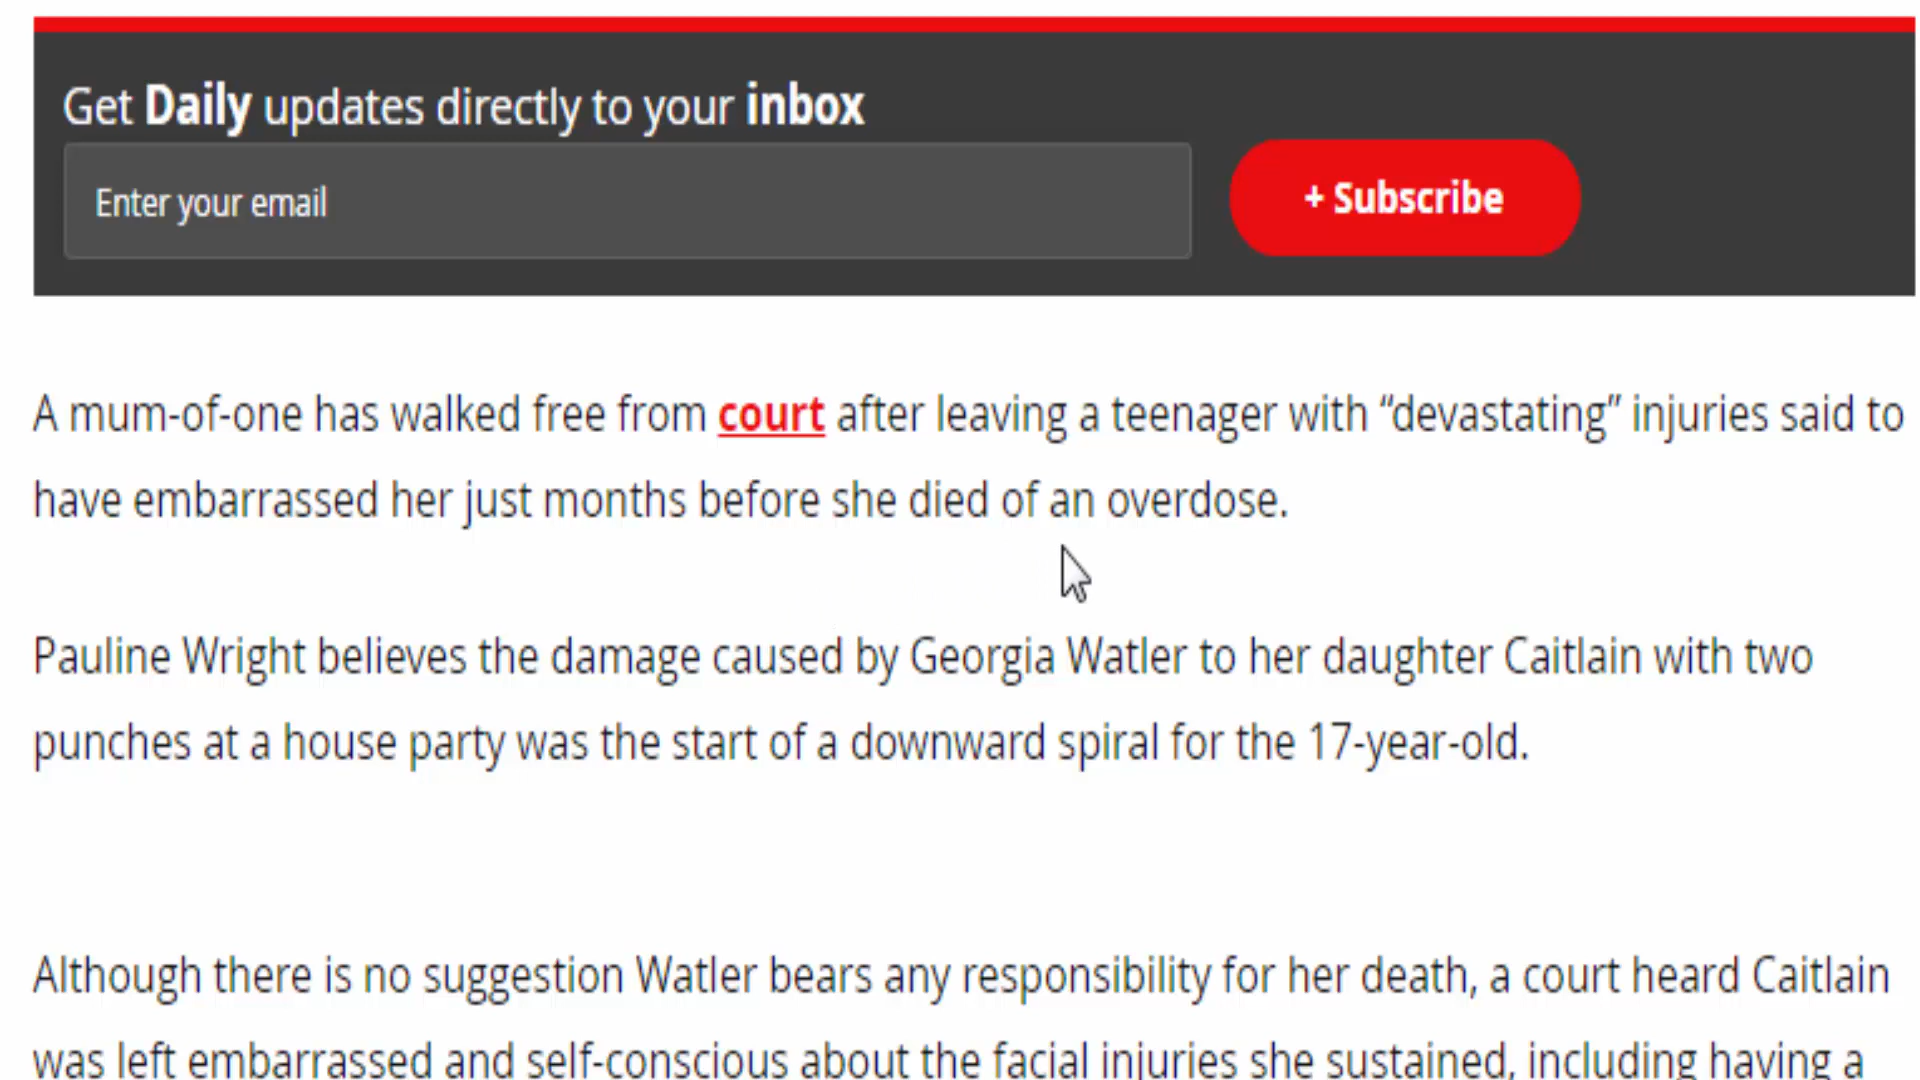 Get Daily updates directly to your inbox
Enter your email
+ Subscribe
A mum-of-one has walked free from court after leaving a teenager with “devastating” injuries said to
have embarrassed her just months before she died of an overdose.
Pauline Wright believes the damage caused by Georgia Watler to her daughter Caitlain with two
punches at a house party was the start of a downward spiral for the 17-year-old.
Although there is no suggestion Watler bears any responsibility for her death, a court heard Caitlain
was left embarrassed and self-conscious about the facial injuries she sustained, including having a